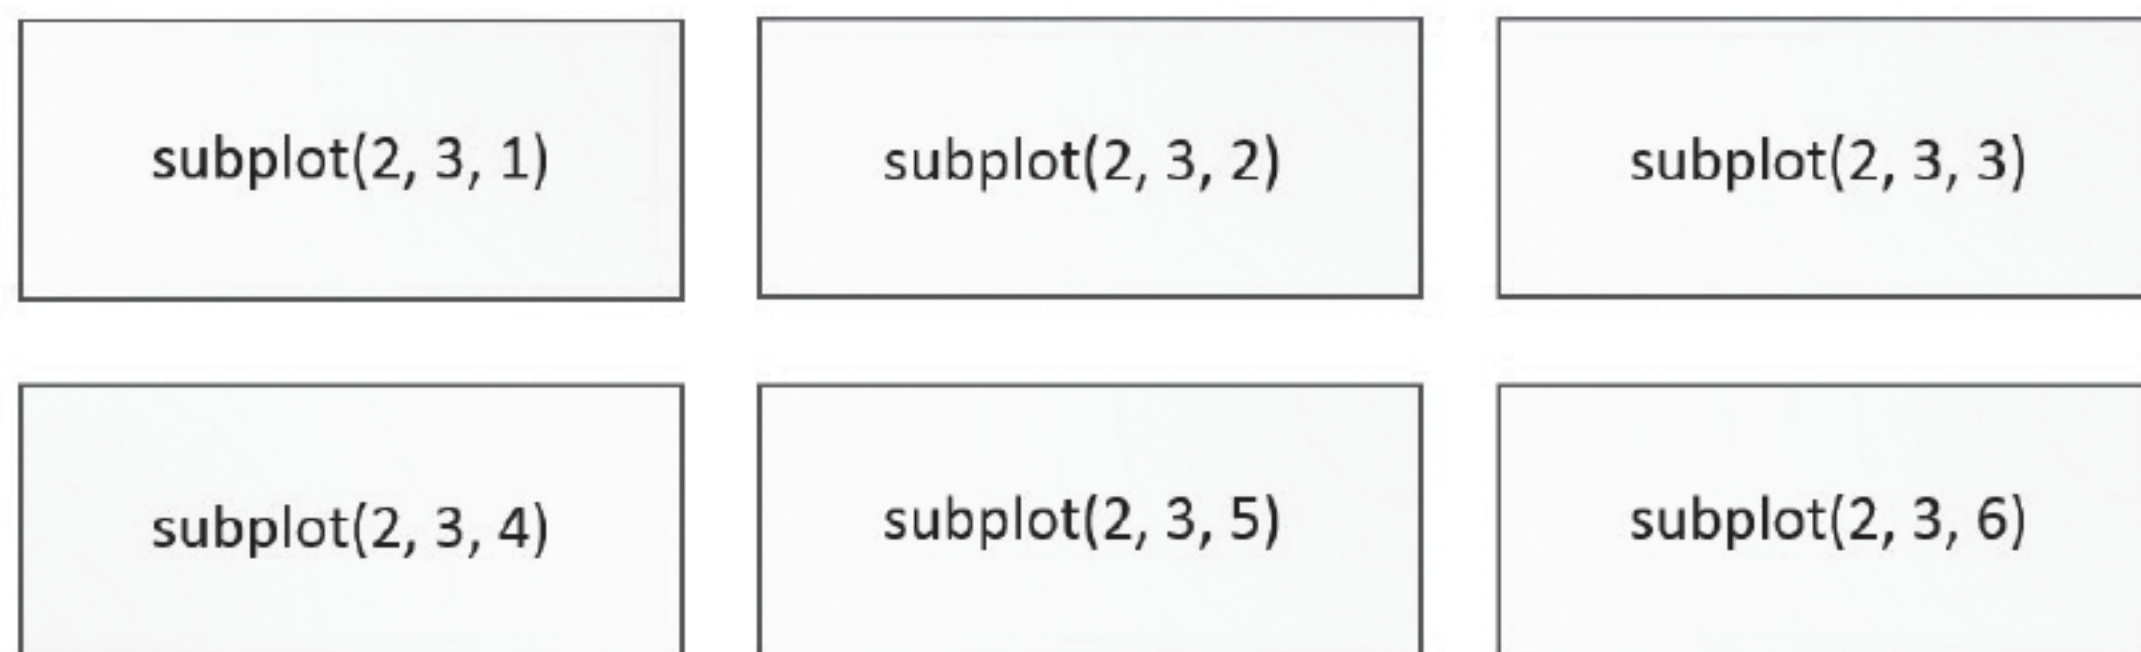 subplot(2, 3, 1)
subplot(2, 3, 2)
subplot(2, 3, 3)
subplot(2, 3, 4)
subplot(2, 3, 5)
subplot(2, 3, 6)